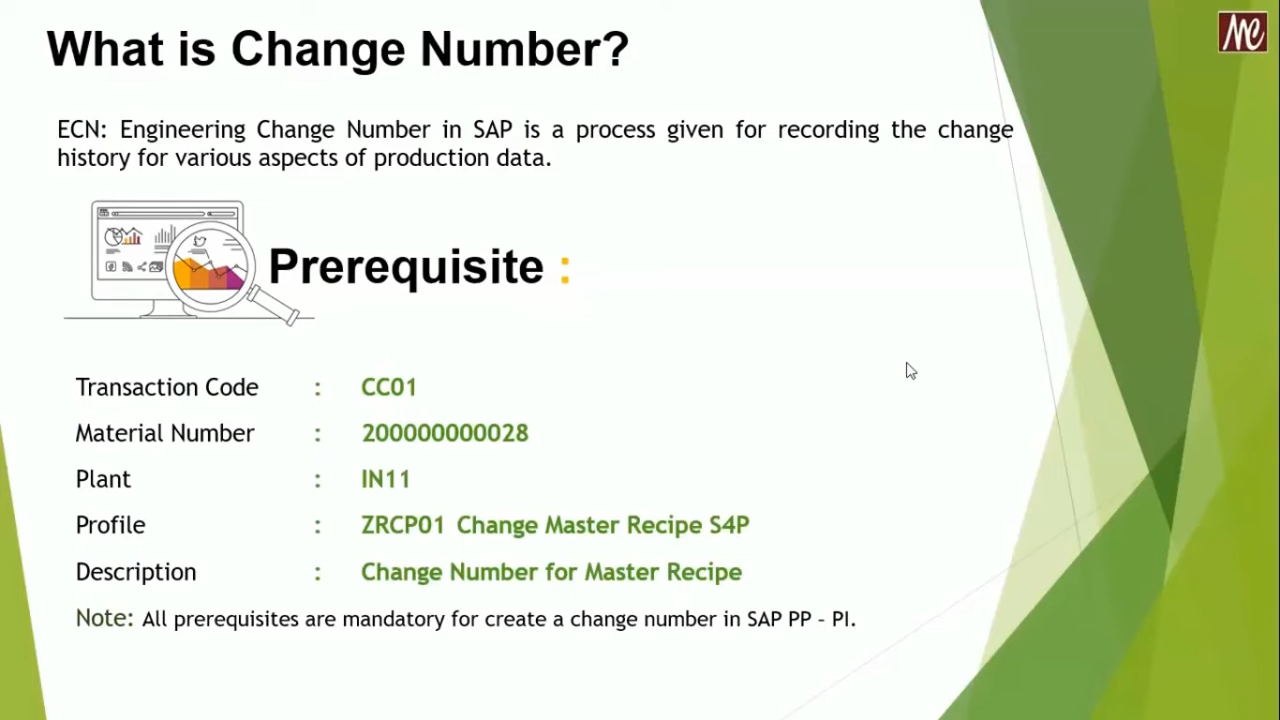 What is Change Number?
ECN: Engineering Change Number in SAP is a process given for recording the change
history for various aspects of production data.
Prerequisite :
Transaction Code : CC01
Material Number : 200000000028
Plant : IN11
Profile : ZRCP01 Change Master Recipe S4P
Description : Change Number for Master Recipe
Note: All prerequisites are mandatory for create a change number in SAP PP – PI.